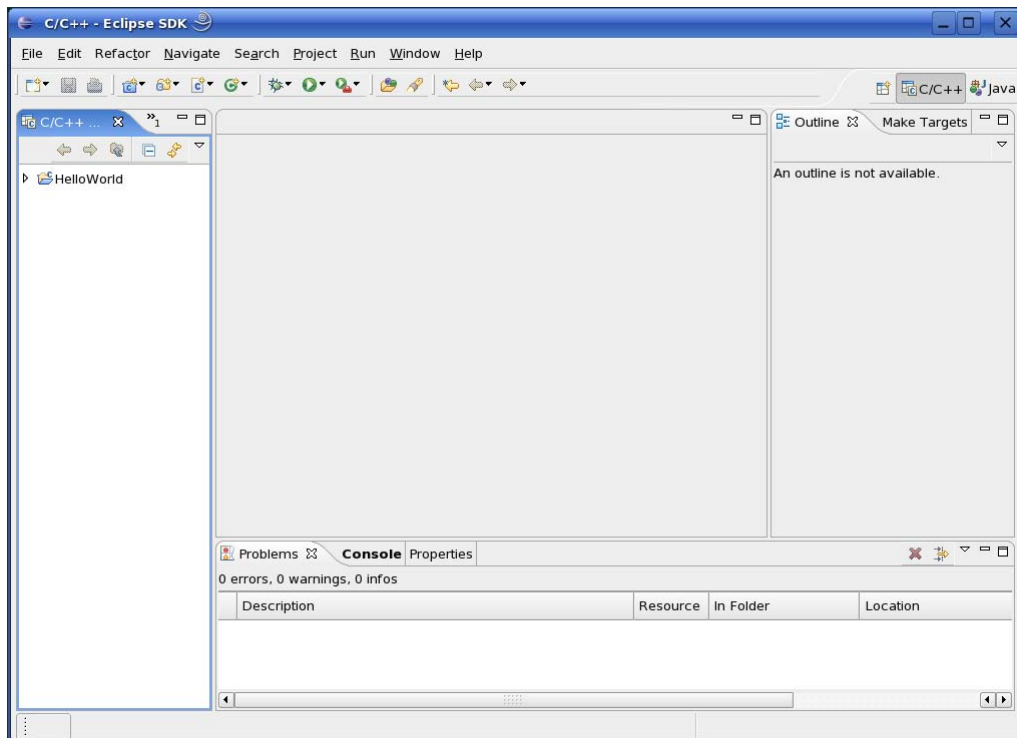 C/C++ - Eclipse SDK
File Edit Refactor Navigate Search Project Run Window Help
C/C++ Java
C/C++ ... »1
Outline Make Targets
HelloWorld
An outline is not available.
Problems Console Properties
0 errors, 0 warnings, 0 infos
Description Resource In Folder Location